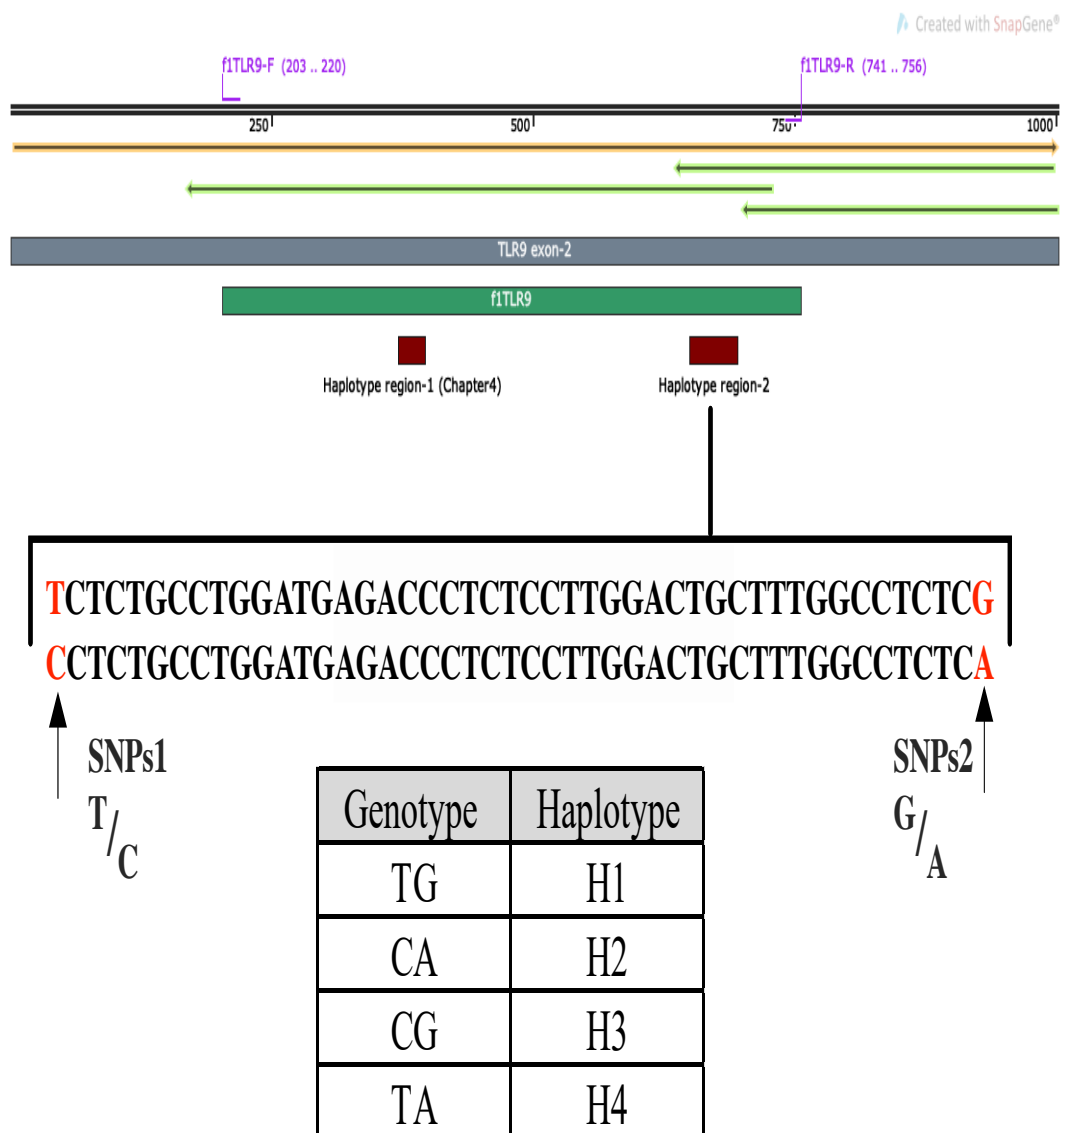 Created with SnapGene®
f1TLR9-F (203 .. 220)
f1TLR9-R (741 .. 756)
250
500
750
1000
TLR9 exon-2
f1TLR9
Haplotype region-1 (Chapter4)
Haplotype region-2
TCTCTGCCTGGATGAGACCCTCTCCTTGGACTGCTTTGGCCTCTCG
CCTCTGCCTGGATGAGACCCTCTCCTTGGACTGCTTTGGCCTCTCA
SNPs1
T/C
SNPs2
G/A
Genotype Haplotype
TG H1
CA H2
CG H3
TA H4